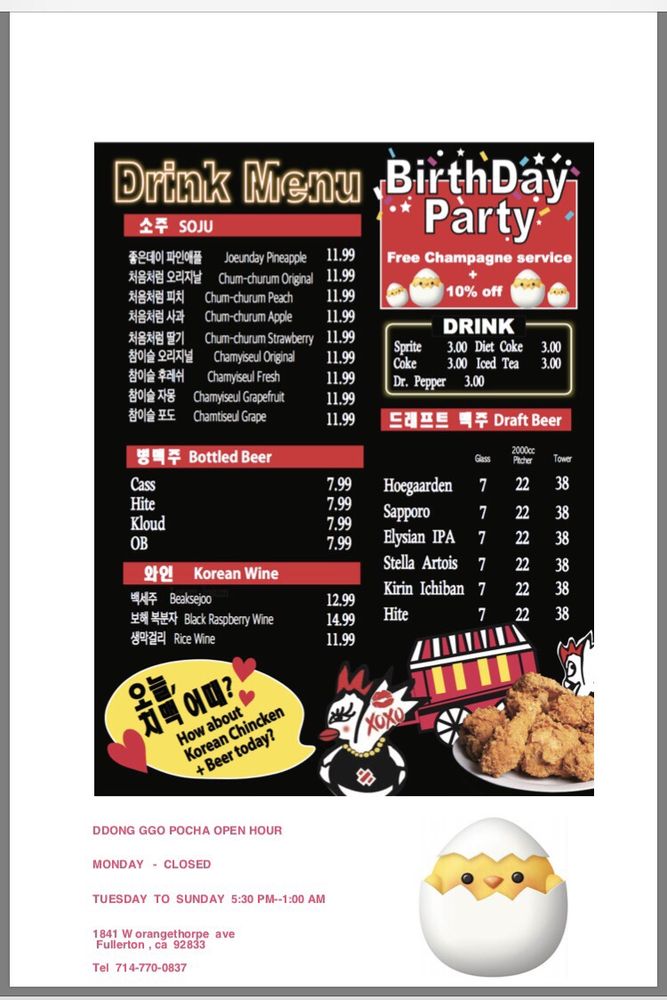 Drink Menu
소주 SOJU
좋은데이 파인애플 Joeunday Pineapple 11.99
처음처럼 오리지날 Chum-churum Original 11.99
처음처럼 피치 Chum-churum Peach 11.99
처음처럼 사과 Chum-churum Apple 11.99
처음처럼 딸기 Chum-churum Strawberry 11.99
참이슬 오리지널 Chamyiseul Original 11.99
참이슬 후레쉬 Chamyiseul Fresh 11.99
참이슬 자몽 Chamyiseul Grapefruit 11.99
참이슬 포도 Chamtiseul Grape 11.99
병맥주 Bottled Beer
Cass 7.99
Hite 7.99
Kloud 7.99
OB 7.99
와인 Korean Wine
백세주 Beaksejoo 12.99
보해 복분자 Black Raspberry Wine 14.99
생막걸리 Rice Wine 11.99
오늘,
치맥 어때?
How about
Korean Chincken
+ Beer today?
BirthDay
Party
Free Champagne service
+
10% off
DRINK
Sprite 3.00 Diet Coke 3.00
Coke 3.00 Iced Tea 3.00
Dr. Pepper 3.00
드래프트 맥주 Draft Beer
Glass 2000cc Pitcher Tower
Hoegaarden 7 22 38
Sapporo 7 22 38
Elysian IPA 7 22 38
Stella Artois 7 22 38
Kirin Ichiban 7 22 38
Hite 7 22 38
XOXO
DDONG GGO POCHA OPEN HOUR
MONDAY - CLOSED
TUESDAY TO SUNDAY 5:30 PM--1:00 AM
1841 W orangethorpe ave
Fullerton , ca 92833
Tel 714-770-0837